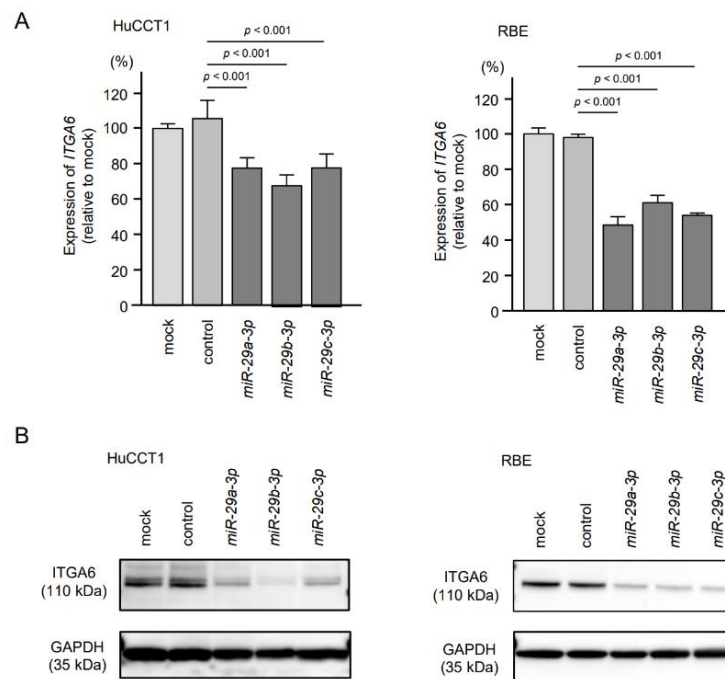 A
HuCCT1
p < 0.001
p < 0.001
p < 0.001
(%)
120
100
80
60
40
20
0
Expression of ITGA6
(relative to mock)
mock
control
miR-29a-3p
miR-29b-3p
miR-29c-3p
RBE
p < 0.001
p < 0.001
p < 0.001
(%)
120
100
80
60
40
20
0
Expression of ITGA6
(relative to mock)
mock
control
miR-29a-3p
miR-29b-3p
miR-29c-3p
B
HuCCT1
mock
control
miR-29a-3p
miR-29b-3p
miR-29c-3p
ITGA6
(110 kDa)
GAPDH
(35 kDa)
RBE
mock
control
miR-29a-3p
miR-29b-3p
miR-29c-3p
ITGA6
(110 kDa)
GAPDH
(35 kDa)